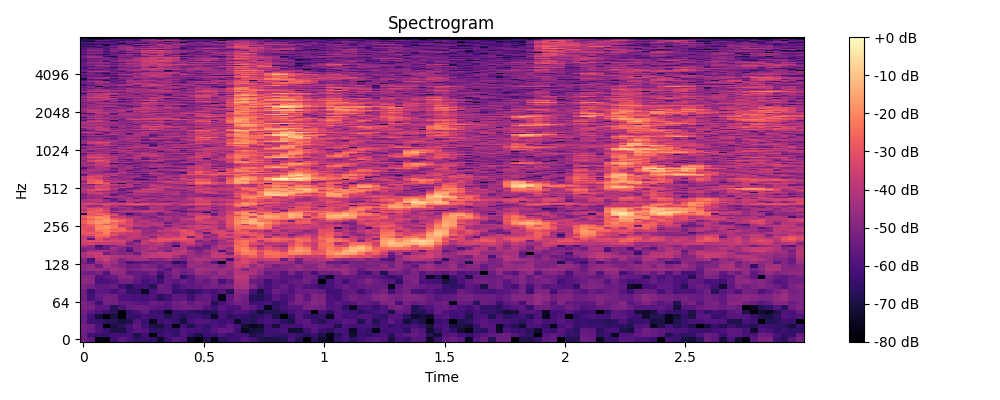 Spectrogram
Hz
4096
2048
1024
512
256
128
64
0
0
0.5
1
1.5
2
2.5
Time
+0 dB
-10 dB
-20 dB
-30 dB
-40 dB
-50 dB
-60 dB
-70 dB
-80 dB